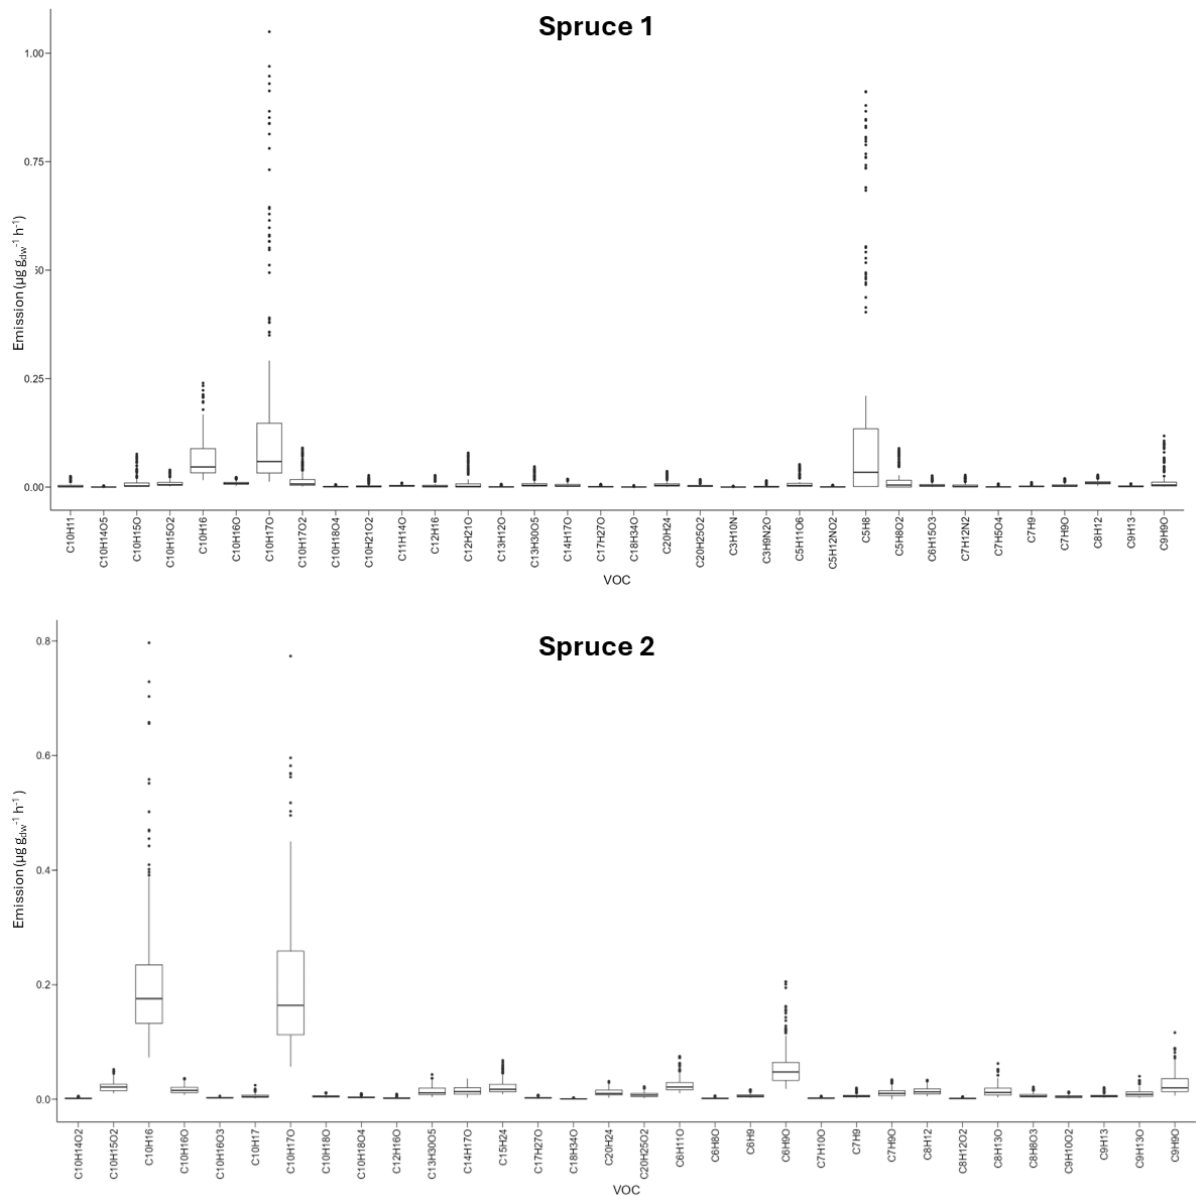 Spruce 1
1.00
0.75
50
0.25
0.00
Emission (µg gdw-1 h-1)
C10H11
C10H14O5
C10H15O
C10H15O2
C10H16
C10H16O
C10H17O
C10H17O2
C10H18O4
C10H21O2
C11H14O
C12H16
C12H21O
C13H12O
C13H30O5
C14H17O
C17H27O
C18H34O
C20H24
C20H25O2
C3H10N
C3H9N2O
C5H11O6
C5H12NO2
C5H8
C5H8O2
C6H15O3
C7H12N2
C7H5O4
C7H9
C7H9O
C8H12
C9H13
C9H9O
VOC
Spruce 2
0.8
0.6
0.4
0.2
0.0
Emission (µg gdw-1 h-1)
C10H14O2
C10H15O2
C10H16
C10H16O
C10H16O3
C10H17
C10H17O
C10H18O
C10H18O4
C12H16O
C13H30O5
C14H17O
C15H24
C17H27O
C18H34O
C20H24
C20H25O2
C6H11O
C6H8O
C6H9
C6H9O
C7H10O
C7H9
C7H9O
C8H12
C8H12O2
C8H13O
C8H8O3
C9H10O2
C9H13
C9H13O
C9H9O
VOC